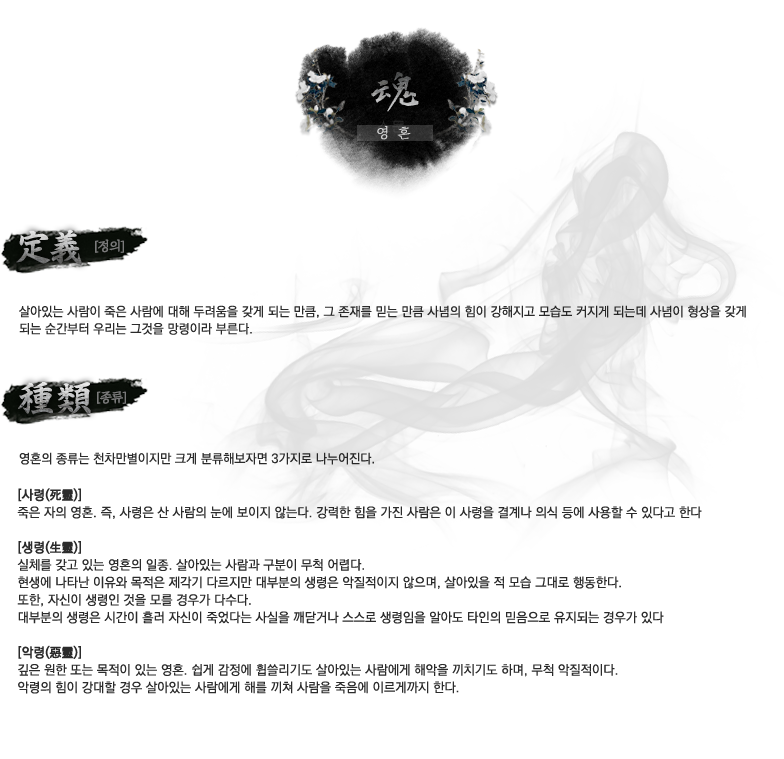 魂
영 혼
定義 [정의]
살아있는 사람이 죽은 사람에 대해 두려움을 갖게 되는 만큼, 그 존재를 믿는 만큼 사념의 힘이 강해지고 모습도 커지게 되는데 사념이 형상을 갖게
되는 순간부터 우리는 그것을 망령이라 부른다.
種類 [종류]
영혼의 종류는 천차만별이지만 크게 분류해보자면 3가지로 나누어진다.
[사령(死靈)]
죽은 자의 영혼. 즉, 사령은 산 사람의 눈에 보이지 않는다. 강력한 힘을 가진 사람은 이 사령을 결계나 의식 등에 사용할 수 있다고 한다
[생령(生靈)]
실체를 갖고 있는 영혼의 일종. 살아있는 사람과 구분이 무척 어렵다.
현생에 나타난 이유와 목적은 제각기 다르지만 대부분의 생령은 악질적이지 않으며, 살아있을 적 모습 그대로 행동한다.
또한, 자신이 생령인 것을 모를 경우가 다수다.
대부분의 생령은 시간이 흘러 자신이 죽었다는 사실을 깨닫거나 스스로 생령임을 알아도 타인의 믿음으로 유지되는 경우가 있다
[악령(惡靈)]
깊은 원한 또는 목적이 있는 영혼. 쉽게 감정에 휩쓸리기도 살아있는 사람에게 해악을 끼치기도 하며, 무척 악질적이다.
악령의 힘이 강대할 경우 살아있는 사람에게 해를 끼쳐 사람을 죽음에 이르게까지 한다.